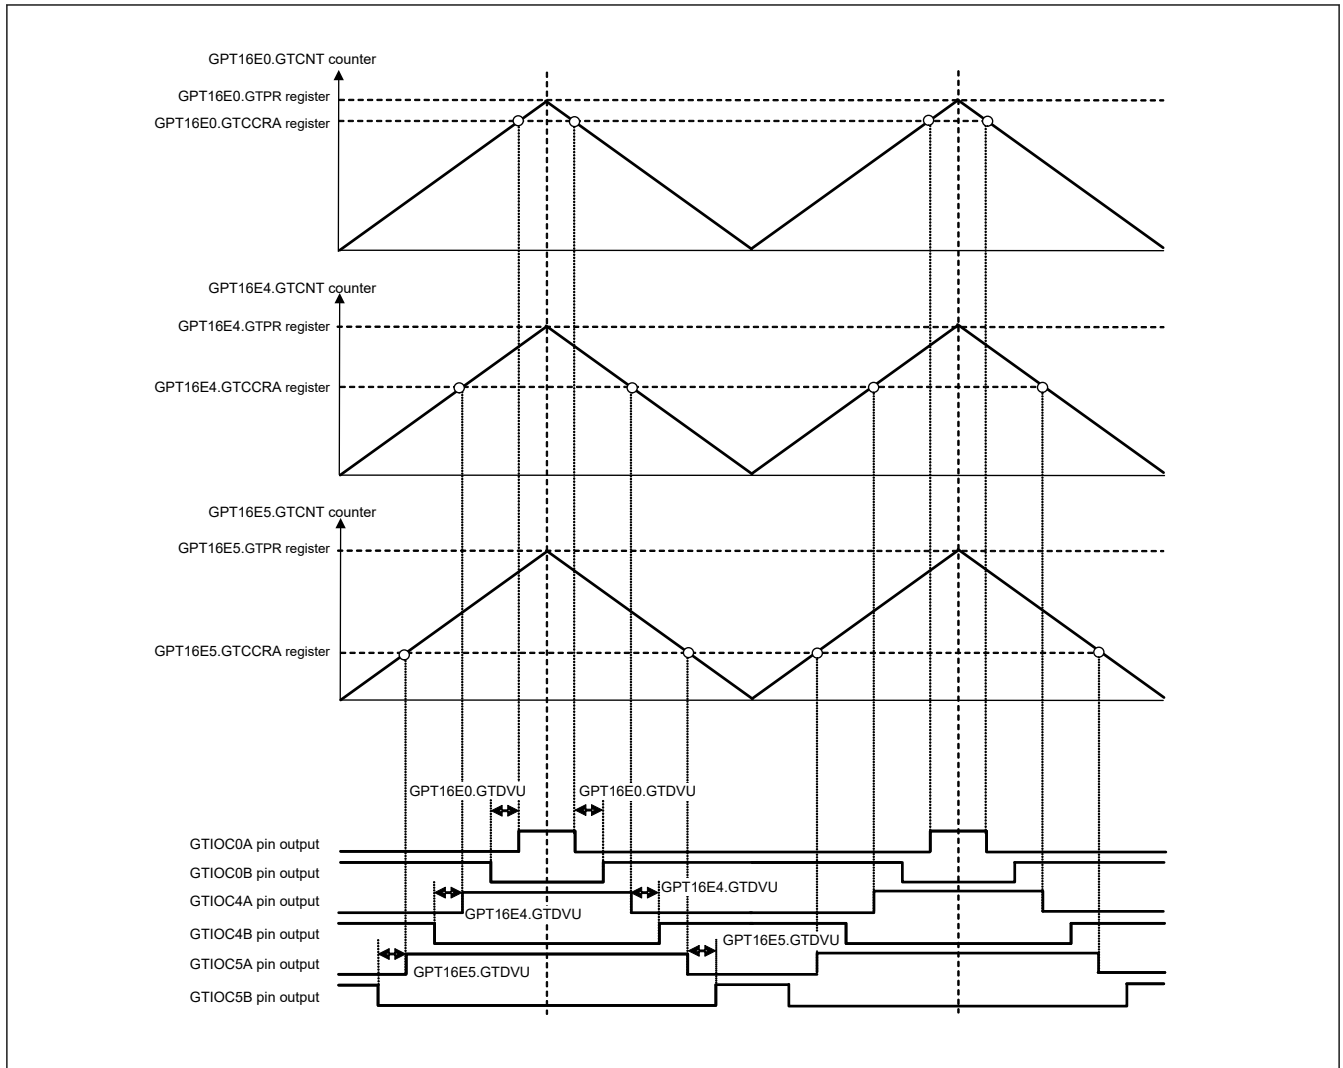 GPT16E0.GTCNT counter
GPT16E0.GTPR register
GPT16E0.GTCCRA register
GPT16E4.GTCNT counter
GPT16E4.GTPR register
GPT16E4.GTCCRA register
GPT16E5.GTCNT counter
GPT16E5.GTPR register
GPT16E5.GTCCRA register
GPT16E0.GTDVU GPT16E0.GTDVU
GTIOC0A pin output
GTIOC0B pin output
GPT16E4.GTDVU
GTIOC4A pin output
GPT16E4.GTDVU
GTIOC4B pin output
GPT16E5.GTDVU
GTIOC5A pin output
GPT16E5.GTDVU
GTIOC5B pin output